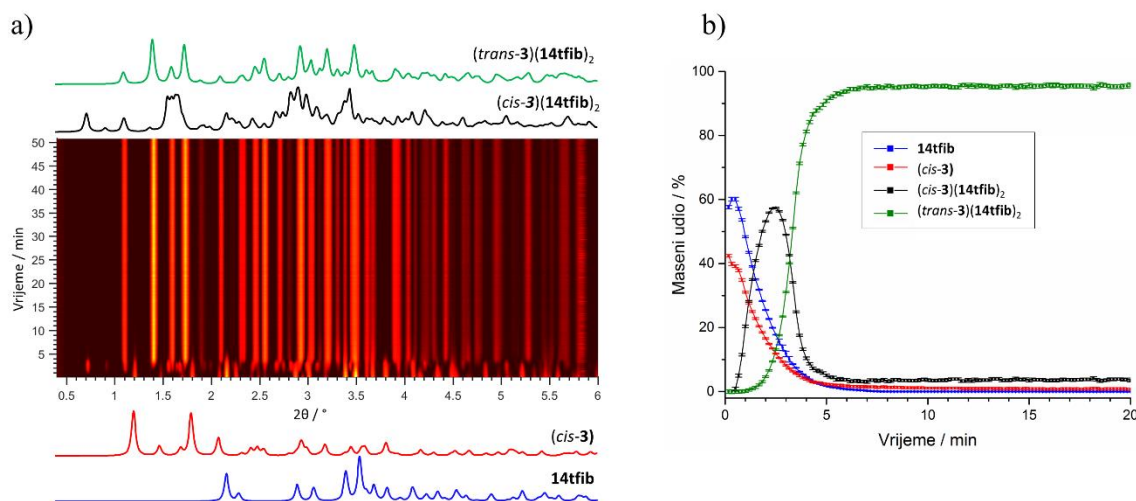 a)
(trans-3)(14tfib)₂
(cis-3)(14tfib)₂
Vrijeme / min
50
45
40
35
30
25
20
15
10
5
0.5 1 1.5 2 2.5 3 3.5 4 4.5 5 5.5 6
2θ / °
(cis-3)
14tfib
b)
Maseni udio / %
100
80
60
40
20
0
14tfib
(cis-3)
(cis-3)(14tfib)₂
(trans-3)(14tfib)₂
0 5 10 15 20
Vrijeme / min